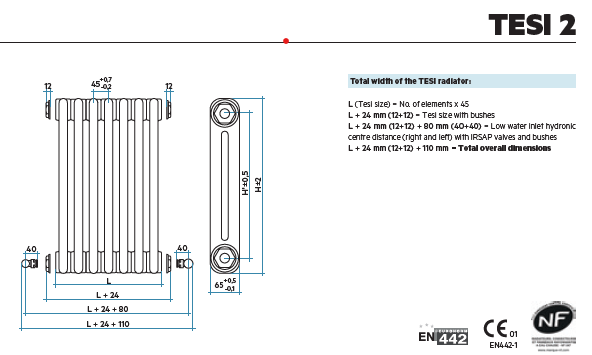 TESI 2
Total width of the TESI radiator:
L (Tesi size) = No. of elements x 45
L + 24 mm (12+12) = Tesi size with bushes
L + 24 mm (12+12) + 80 mm (40+40) = Low water inlet hydronic
centre distance (right and left) with IRSAP valves and bushes
L + 24 mm (12+12) + 110 mm = Total overall dimensions
12
45 +0,7 -0,2
12
H'±0,5
H±2
40
40
L
65 +0,5 -0,1
L + 24
L + 24 + 80
L + 24 + 110
EN 442
CE 01
EN442-1
NF